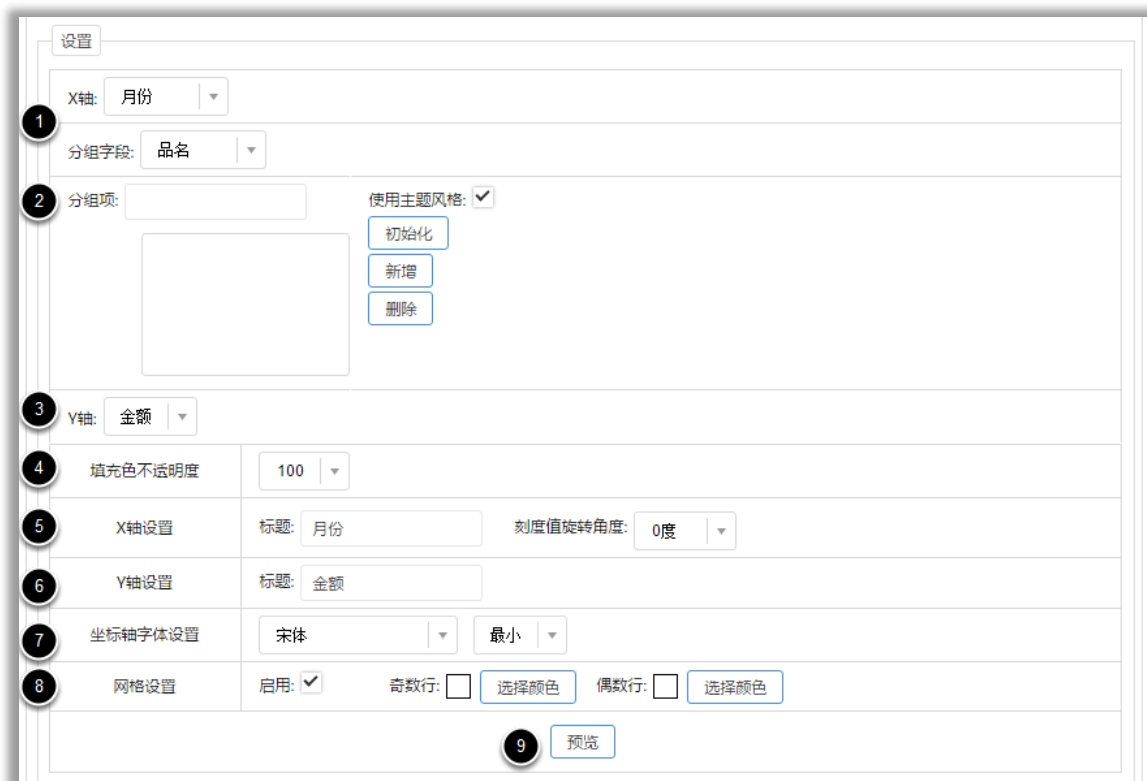 设置
X轴: 月份
1
分组字段: 品名
2 分组项: 使用主题风格:
初始化
新增
删除
3 Y轴: 金额
4 填充色不透明度 100
5 X轴设置 标题: 月份 刻度值旋转角度: 0度
6 Y轴设置 标题: 金额
7 坐标轴字体设置 宋体 最小
8 网格设置 启用: 奇数行: 选择颜色 偶数行: 选择颜色
9 预览